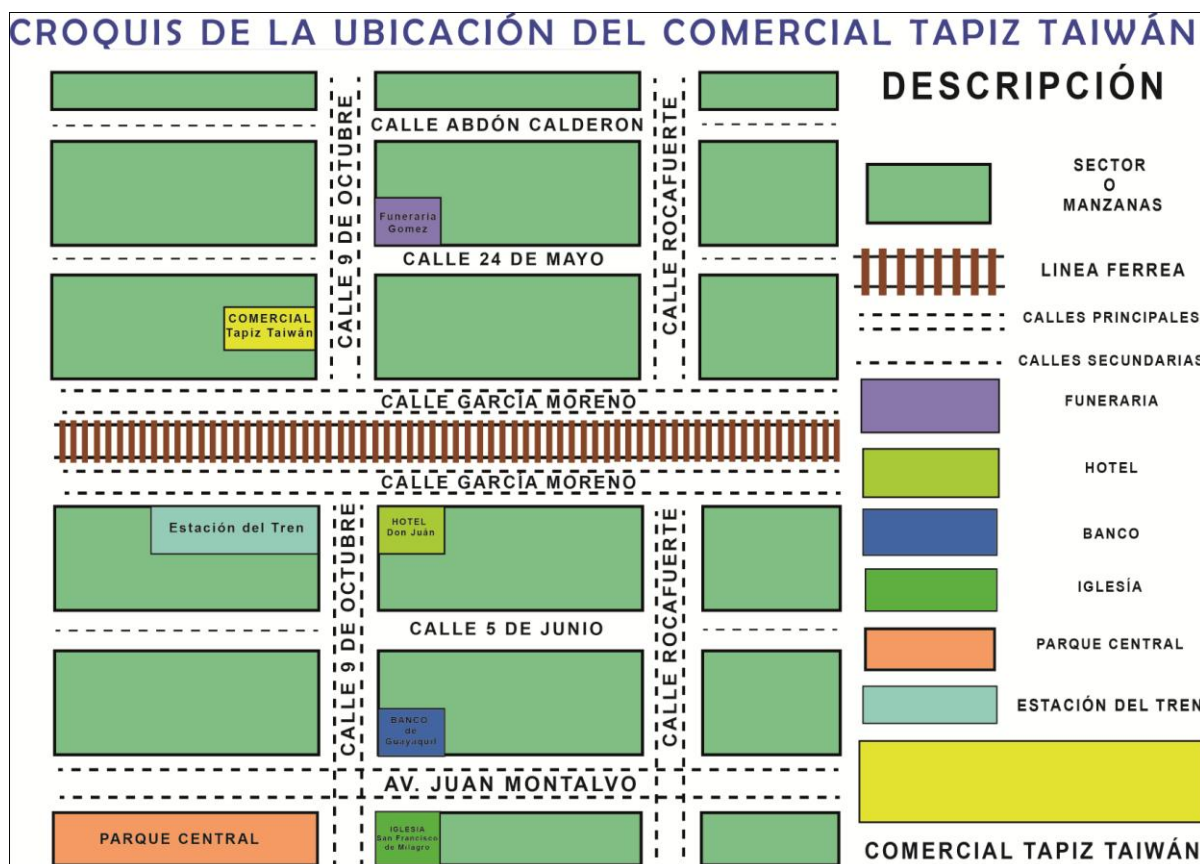 CROQUIS DE LA UBICACIÓN DEL COMERCIAL TAPIZ TAIWÁN
CALLE ABDÓN CALDERON
CALLE 9 DE OCTUBRE
CALLE ROCAFUERTE
Funeraria
Gomez
CALLE 24 DE MAYO
COMERCIAL
Tapiz Taiwán
CALLE GARCÍA MORENO
CALLE GARCÍA MORENO
Estación del Tren
CALLE 9 DE OCTUBRE
HOTEL
Don Juán
CALLE ROCAFUERTE
CALLE 5 DE JUNIO
BANCO
de
Guayaquil
AV. JUAN MONTALVO
PARQUE CENTRAL
IGLESIA
San Francisco
de Milagro
DESCRIPCIÓN
SECTOR
O
MANZANAS
LINEA FERREA
CALLES PRINCIPALES
CALLES SECUNDARIAS
FUNERARIA
HOTEL
BANCO
IGLESÍA
PARQUE CENTRAL
ESTACIÓN DEL TREN
COMERCIAL TAPIZ TAIWÁN